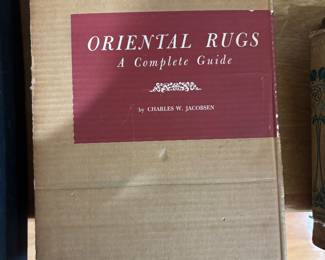 ORIENTAL RUGS
A Complete Guide
by CHARLES W. JACOBSEN